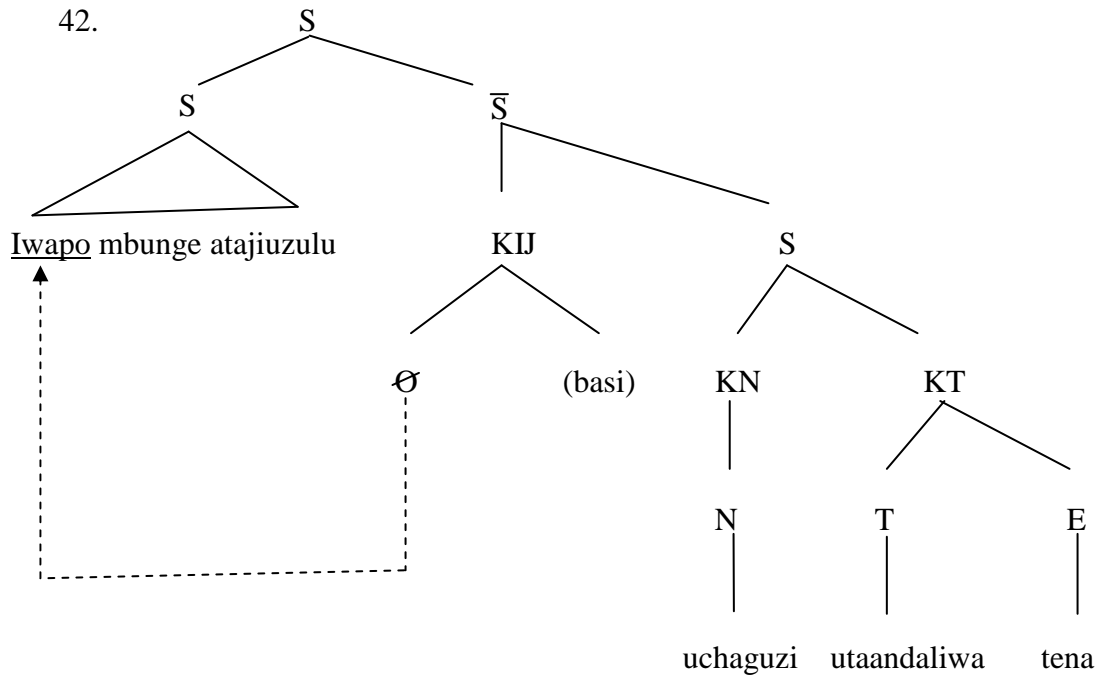 42.
S
S S̅
Iwapo mbunge atajiuzulu KIJ S
Ø (basi) KN KT
N T E
uchaguzi utaandaliwa tena